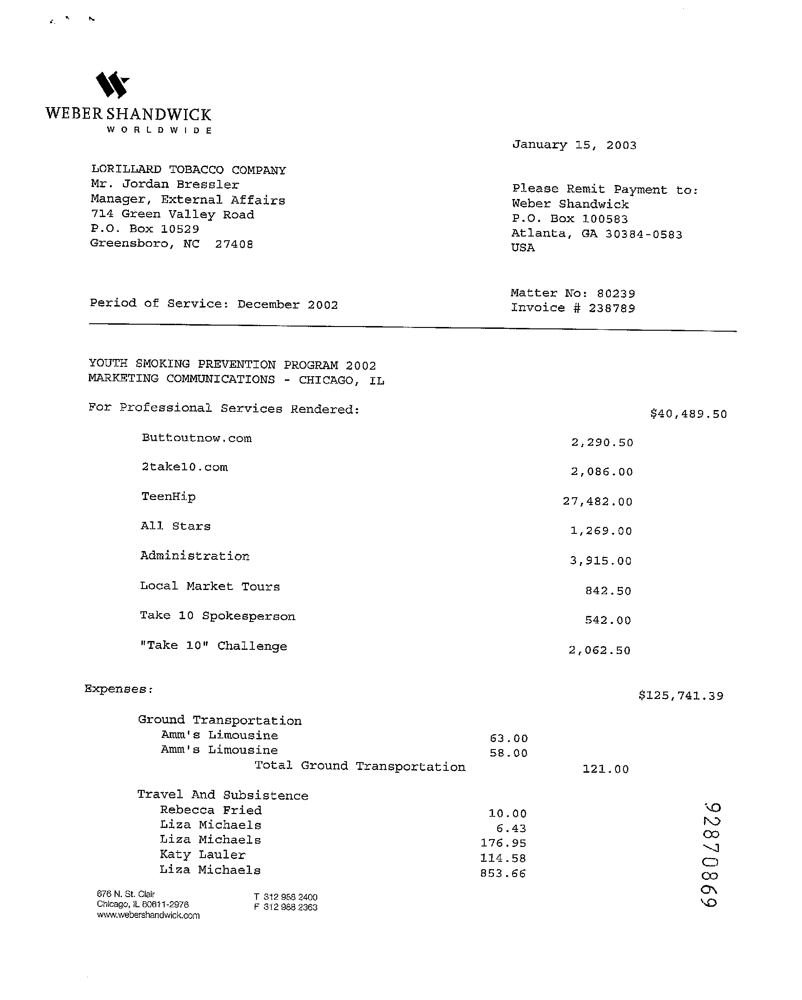 WEBER SHANDWICK
WORLDWIDE
January 15, 2003
LORILLARD TOBACCO COMPANY
Mr. Jordan Bressler
Manager, External Affairs
714 Green Valley Road
P.O. Box 10529
Greensboro, NC 27408
Please Remit Payment to:
Weber Shandwick
P.O. Box 100583
Atlanta, GA 30384-0583
USA
Period of Service: December 2002
Matter No: 80239
Invoice # 238789
YOUTH SMOKING PREVENTION PROGRAM 2002
MARKETING COMMUNICATIONS - CHICAGO, IL
For Professional Services Rendered: $40,489.50
Buttoutnow.com 2,290.50
2take10.com 2,086.00
TeenHip 27,482.00
All Stars 1,269.00
Administration 3,915.00
Local Market Tours 842.50
Take 10 Spokesperson 542.00
"Take 10" Challenge 2,062.50
Expenses: $125,741.39
Ground Transportation
Amm's Limousine 63.00
Amm's Limousine 58.00
Total Ground Transportation 121.00
Travel And Subsistence
Rebecca Fried 10.00
Liza Michaels 6.43
Liza Michaels 176.95
Katy Lauler 114.58
Liza Michaels 853.66
92870869
676 N. St. Clair
Chicago, IL 60611-2976
www.webershandwick.com
T 312 988 2400
F 312 988 2363